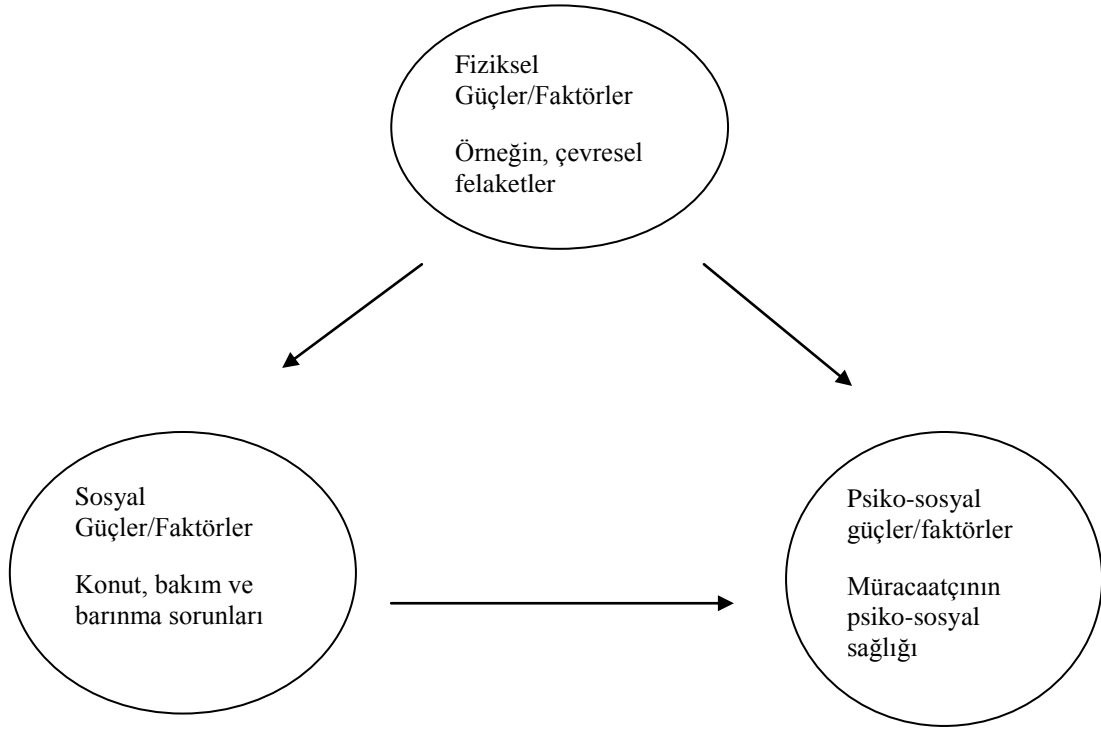 Fiziksel
Güçler/Faktörler
Örneğin, çevresel
felaketler
Sosyal
Güçler/Faktörler
Konut, bakım ve
barınma sorunları
Psiko-sosyal
güçler/faktörler
Müracaatçının
psiko-sosyal
sağlığı